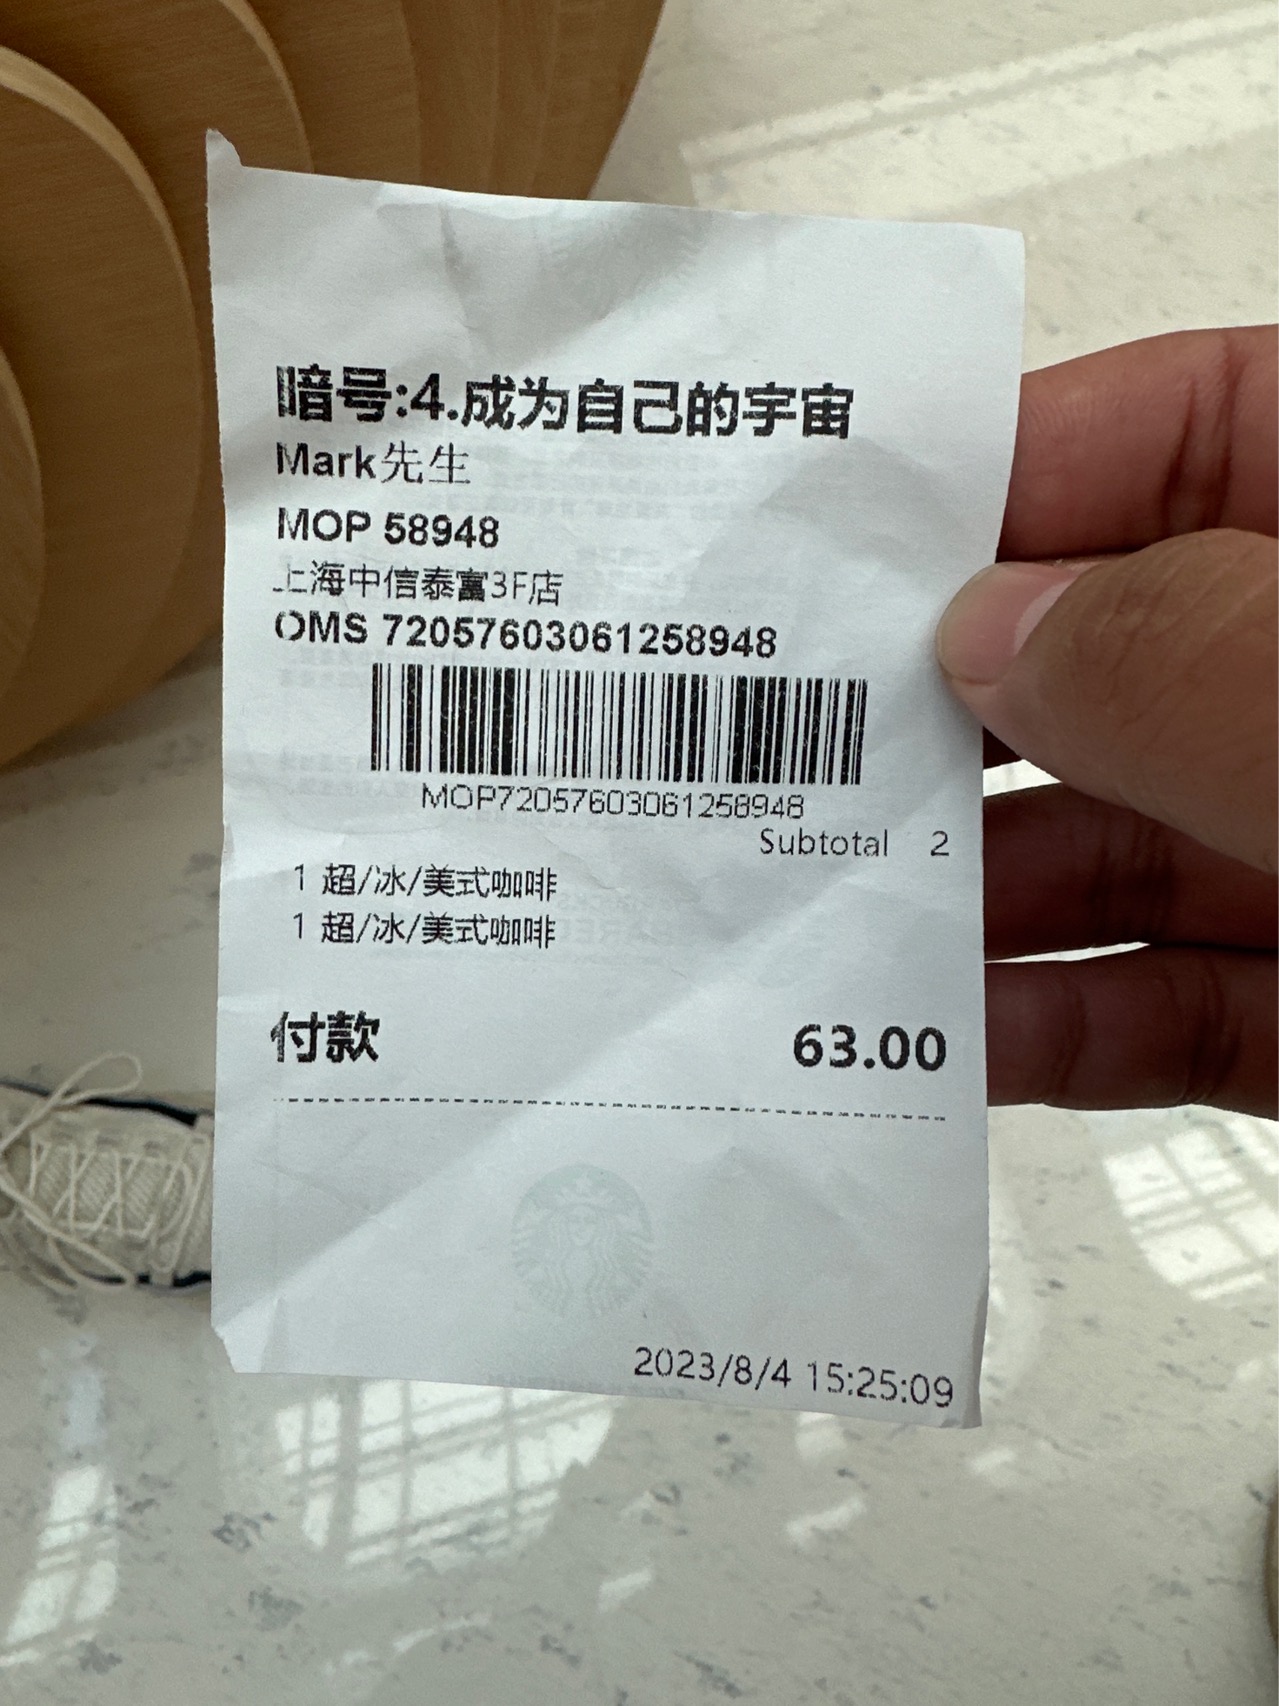 暗号:4.成为自己的宇宙
Mark先生
MOP 58948
上海中信泰富3F店
OMS 72057603061258948
MOP72057603061258948
Subtotal 2
1 超/冰/美式咖啡
1 超/冰/美式咖啡
付款 63.00
2023/8/4 15:25:09